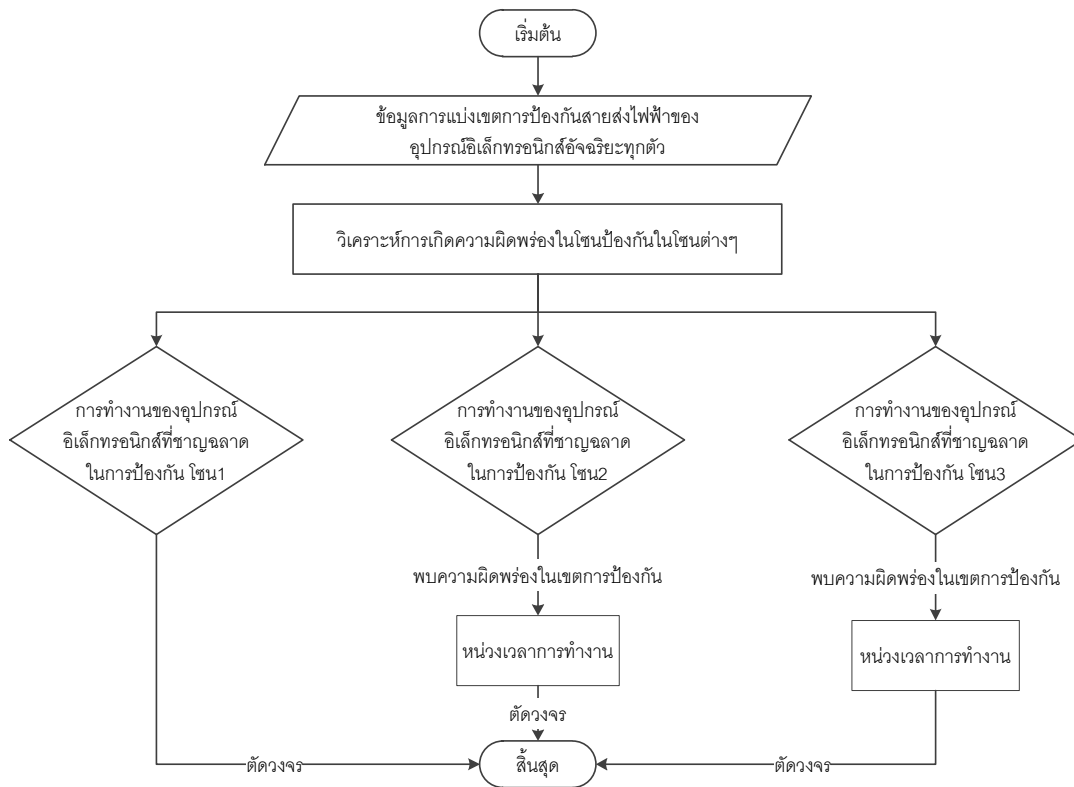 เริ่มต้น
ข้อมูลการแบ่งเขตการป้องกันสายส่งไฟฟ้าของ
อุปกรณ์อิเล็กทรอนิกส์อัจฉริยะทุกตัว
วิเคราะห์การเกิดความผิดพร่องในโซนป้องกันในโซนต่างๆ
การทำงานของอุปกรณ์
อิเล็กทรอนิกส์ที่ชาญฉลาด
ในการป้องกัน โซน1
การทำงานของอุปกรณ์
อิเล็กทรอนิกส์ที่ชาญฉลาด
ในการป้องกัน โซน2
การทำงานของอุปกรณ์
อิเล็กทรอนิกส์ที่ชาญฉลาด
ในการป้องกัน โซน3
พบความผิดพร่องในเขตการป้องกัน
พบความผิดพร่องในเขตการป้องกัน
หน่วงเวลาการทำงาน
หน่วงเวลาการทำงาน
ตัดวงจร
ตัดวงจร
สิ้นสุด
ตัดวงจร